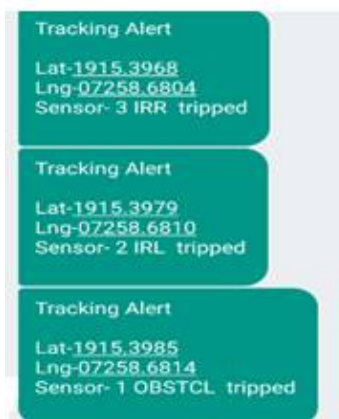 Tracking Alert
Lat-1915.3968
Lng-07258.6804
Sensor- 3 IRR tripped
Tracking Alert
Lat-1915.3979
Lng-07258.6810
Sensor- 2 IRL tripped
Tracking Alert
Lat-1915.3985
Lng-07258.6814
Sensor- 1 OBSTCL tripped